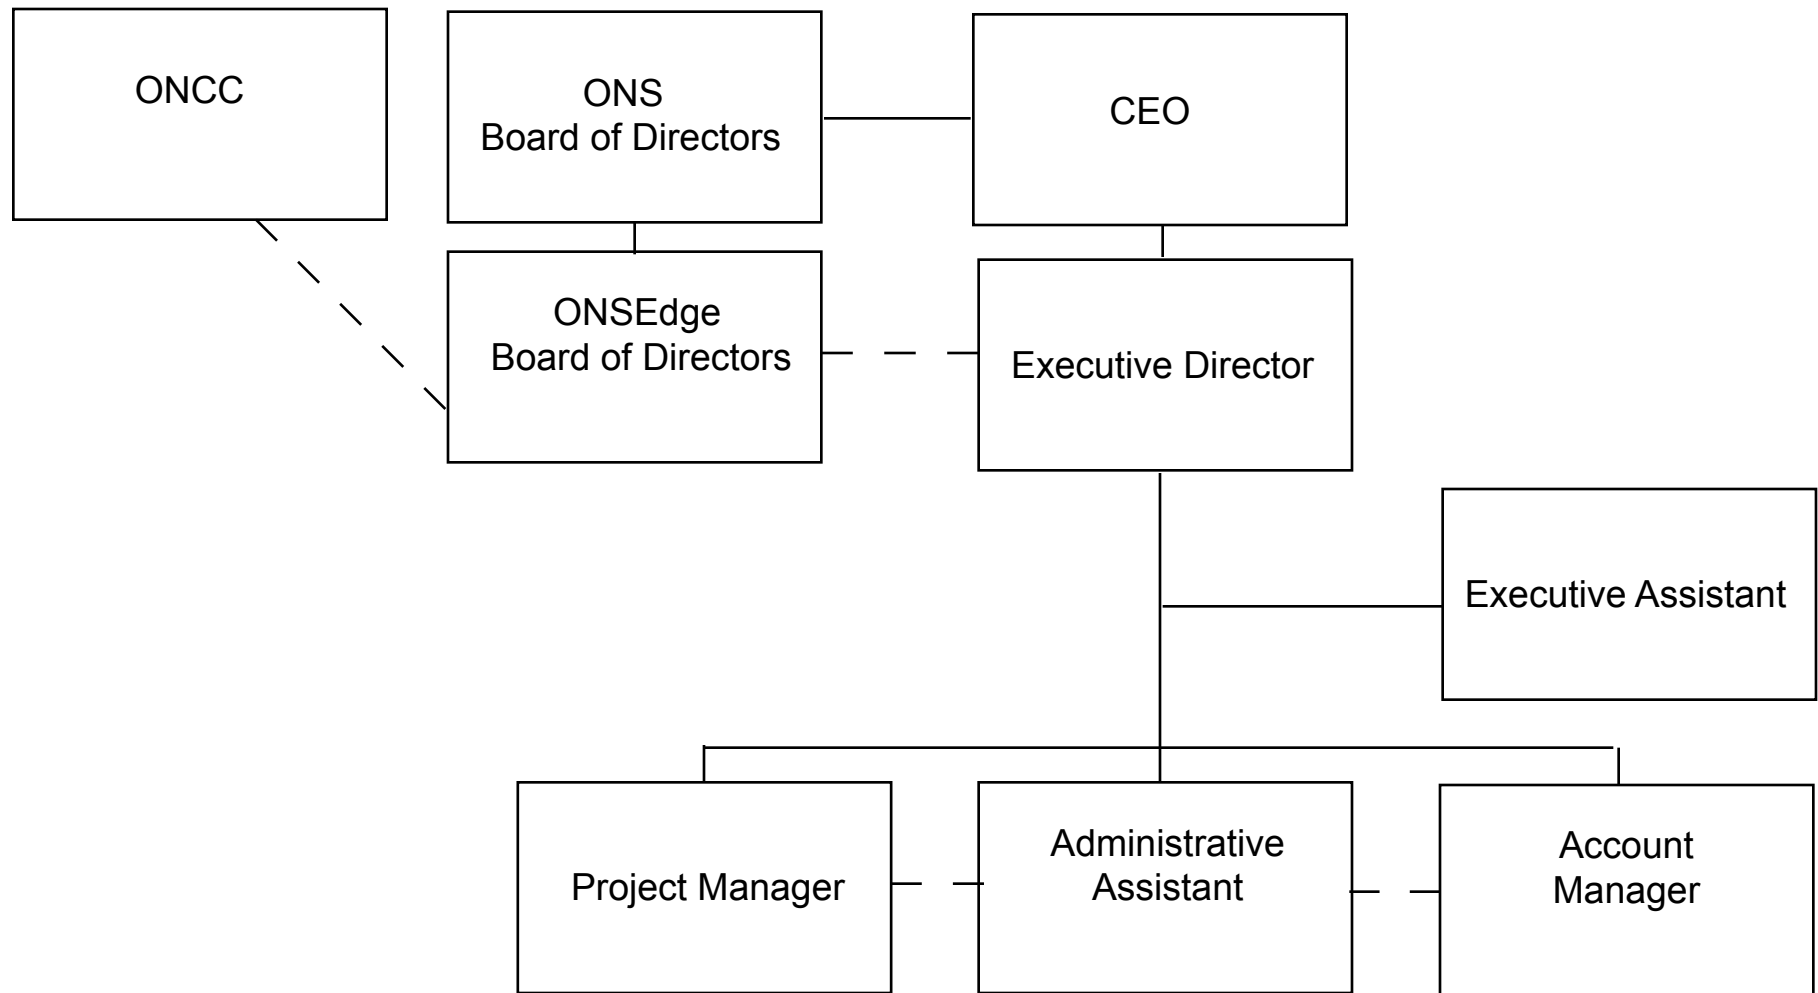 ONCC
ONS
Board of Directors
CEO
ONSEdge
Board of Directors
Executive Director
Executive Assistant
Project Manager
Administrative
Assistant
Account
Manager